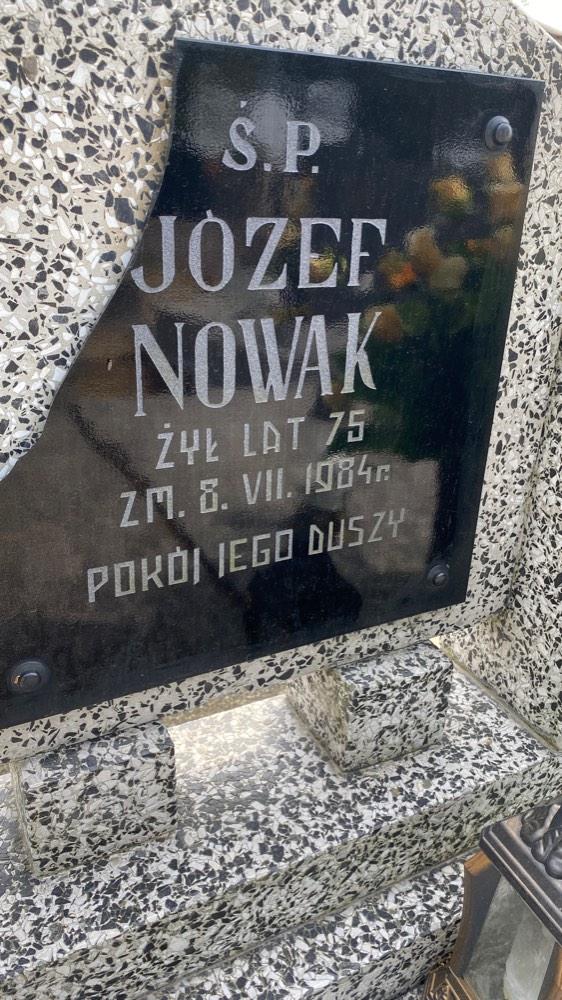 Ś.P.
JÓZEF
NOWAK
ŻYŁ LAT 75
ZM. 8. VII. 1984r.
POKÓJ JEGO DUSZY